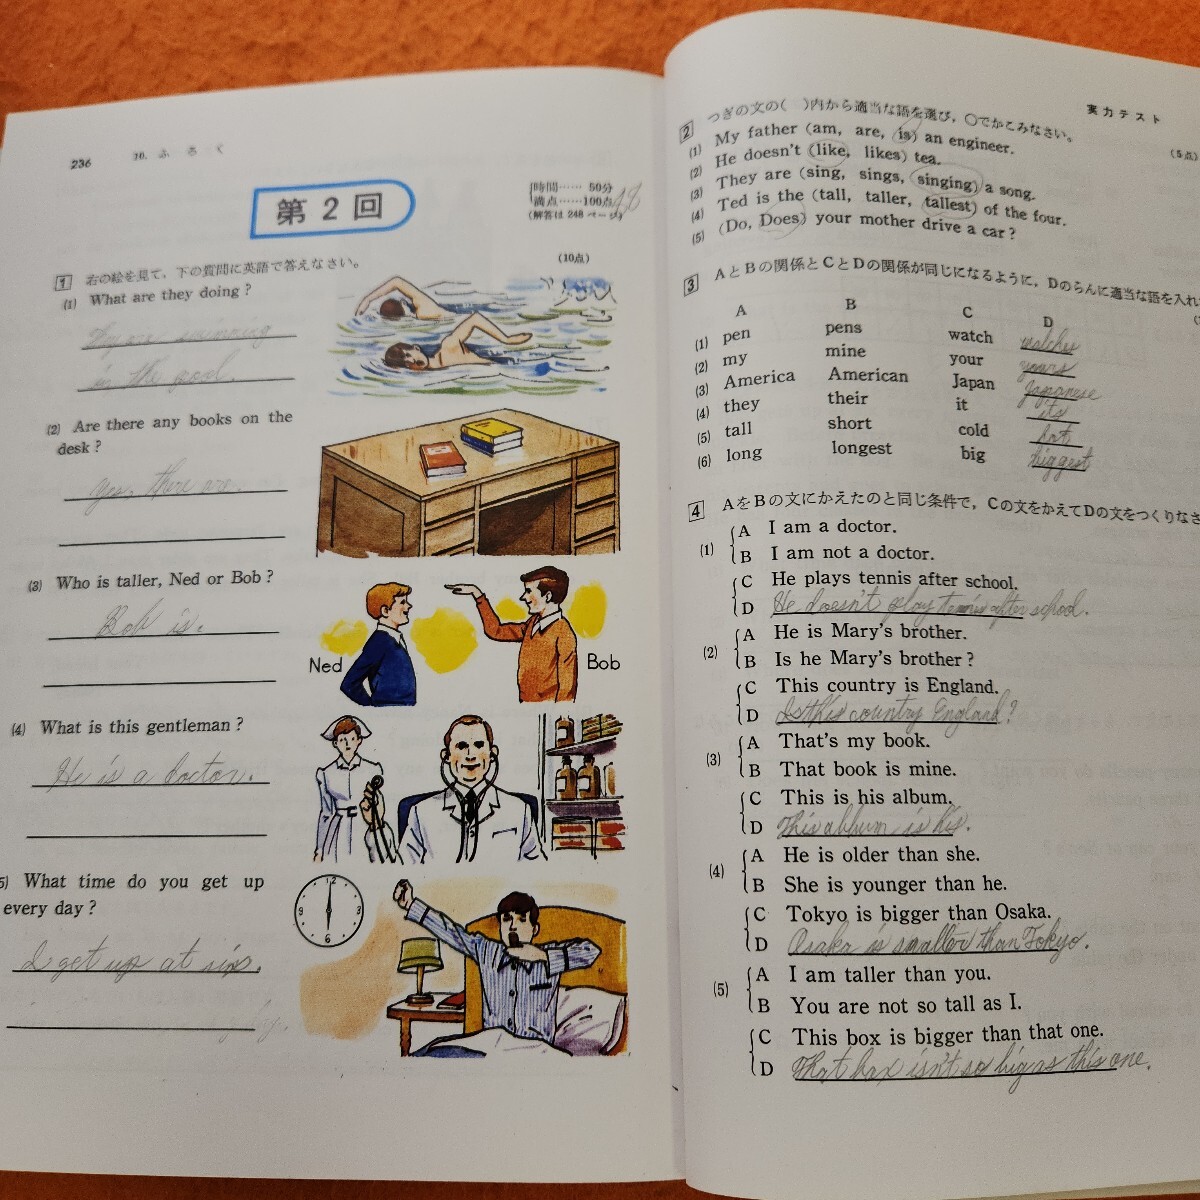 236
10. ふ ろ く
第 2 回
時間…… 50分
満点……100点
(解答は 248 ページ)
48
1 右の絵を見て，下の質問に英語で答えなさい。
(10点)
(1) What are they doing ?
They are swimming
in the pool.
(2) Are there any books on the
desk ?
Yes, there are.
(3) Who is taller, Ned or Bob ?
Bob is.
Ned
Bob
(4) What is this gentleman ?
He is a doctor.
5) What time do you get up
every day ?
I get up at six.
12
3
6
9
実力テスト
2 つぎの文の( )内から適当な語を選び，○でかこみなさい。
(5点)
(1) My father (am, are, is) an engineer.
(2) He doesn't (like, likes) tea.
(3) They are (sing, sings, singing) a song.
(4) Ted is the (tall, taller, tallest) of the four.
(5) (Do, Does) your mother drive a car ?
3 AとBの関係とCとDの関係が同じになるように，Dのらんに適当な語を入れ
A B C D
(1) pen pens watch watches
(2) my mine your yours
(3) America American Japan Japanese
(4) they their it its
(5) tall short cold hot
(6) long longest big biggest
4 AをBの文にかえたのと同じ条件で，Cの文をかえてDの文をつくりなさ
(1) A I am a doctor.
B I am not a doctor.
C He plays tennis after school.
D He doesn't play tennis after school.
(2) A He is Mary's brother.
B Is he Mary's brother ?
C This country is England.
D Is this country England ?
(3) A That's my book.
B That book is mine.
C This is his album.
D This album is his.
(4) A He is older than she.
B She is younger than he.
C Tokyo is bigger than Osaka.
D Osaka is smaller than Tokyo.
(5) A I am taller than you.
B You are not so tall as I.
C This box is bigger than that one.
D That box isn't so big as this one.